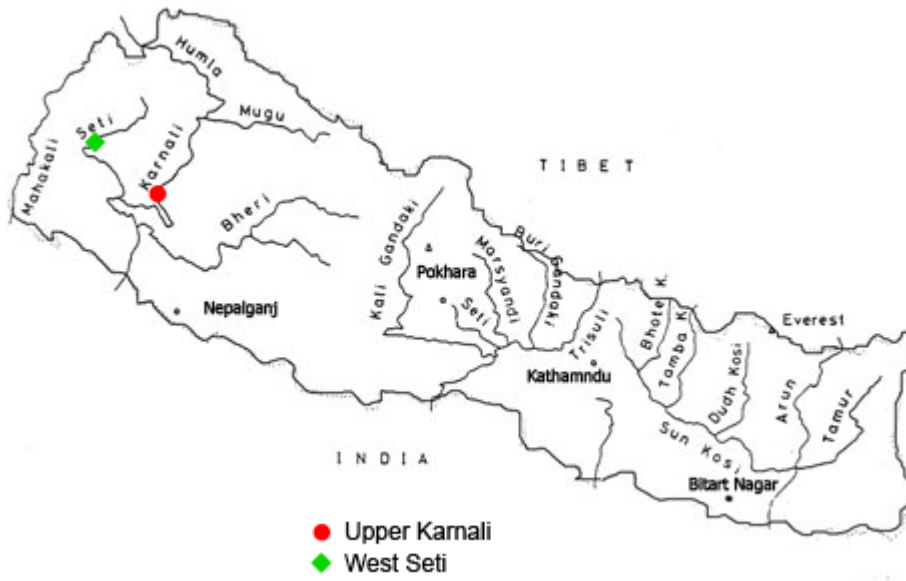 Humla
Mugu
Seti
Karnali
Mahakali
TIBET
Bheri
Kali Gandaki
Buri Gandaki
Pokhara
Marsyandi
Seti
Nepalganj
Bhote K.
Everest
Trisuli
Tamba K.
Kathamndu
Dudh Kosi
Arun
Tamur
Sun Kosi
INDIA
Bitart Nagar
Upper Karnali
West Seti